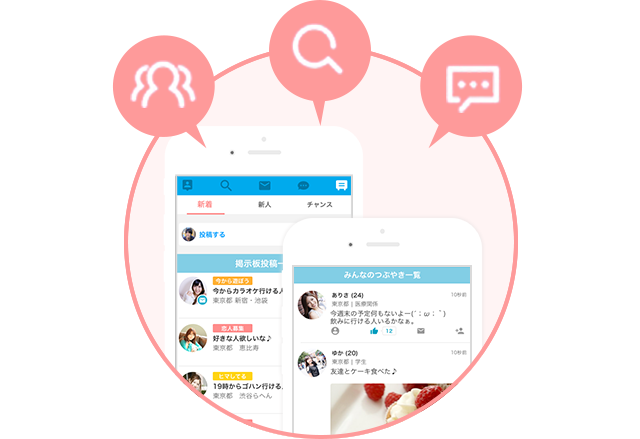 新着 新人 チャンス
投稿する
掲示板投稿一
今から遊ぼう
今からカラオケ行ける人
東京都 新宿・池袋
恋人募集
好きな人欲しいな♪
東京都 恵比寿
ヒマしてる
19時からゴハン行ける人
東京都 渋谷らへん
みんなのつぶやき一覧
ありさ (24) 10秒前
東京都 | 医療関係
今週末の予定何もないよー(´；ω；｀)
飲みに行ける人いるかなぁ。
12
ゆか (20) 10秒前
東京都 | 学生
友達とケーキ食べた♪